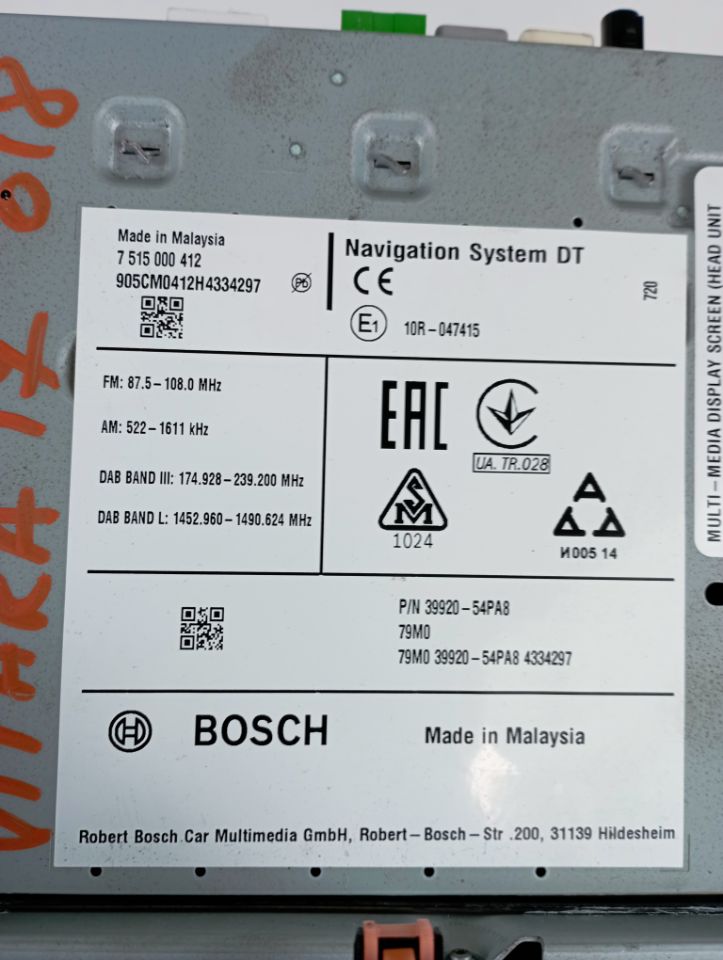 Made in Malaysia
7 515 000 412
905CM0412H4334297
Pb
Navigation System DT
CE
E1
10R-047415
720
FM: 87.5-108.0 MHz
AM: 522-1611 kHz
DAB BAND III: 174.928-239.200 MHz
DAB BAND L: 1452.960-1490.624 MHz
EAC
UA. TR.028
SM
1024
AAA
И005 14
P/N 39920-54PA8
79M0
79M0 39920-54PA8 4334297
BOSCH
Made in Malaysia
Robert Bosch Car Multimedia GmbH, Robert-Bosch-Str .200, 31139 Hildesheim
MULTI-MEDIA DISPLAY SCREEN (HEAD UNIT
VITARA 17 018